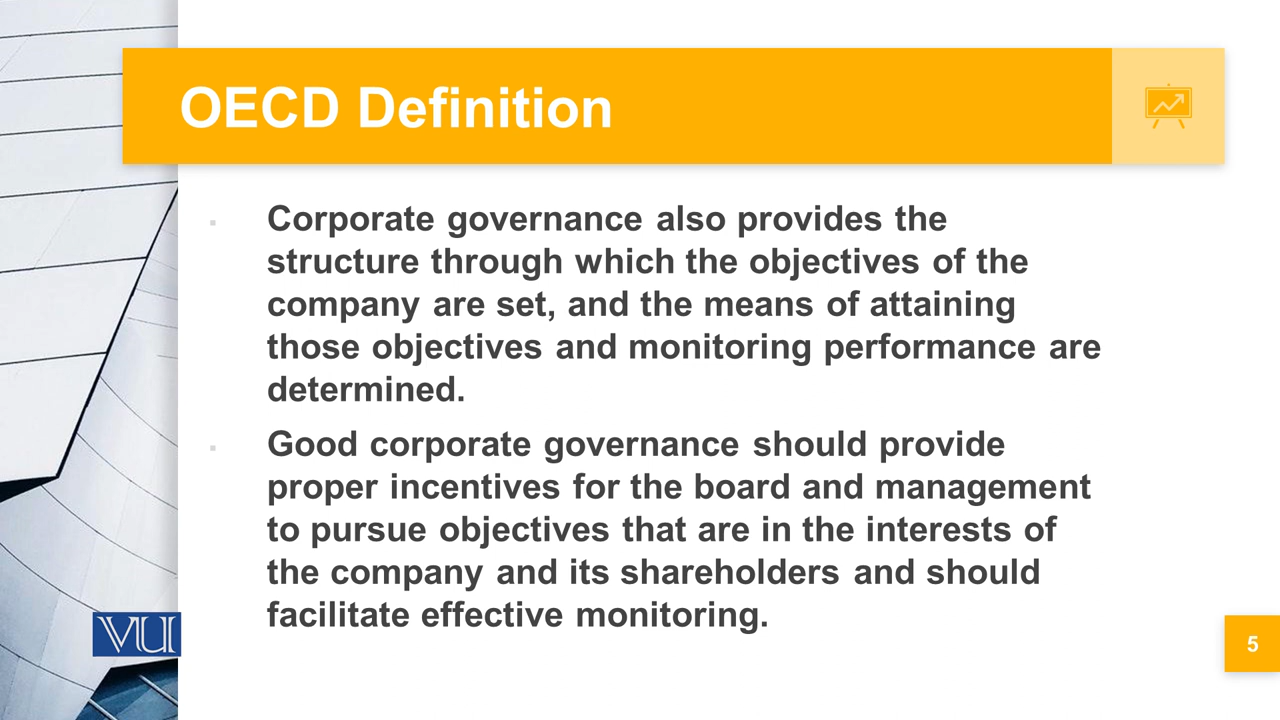 OECD Definition
Corporate governance also provides the
structure through which the objectives of the
company are set, and the means of attaining
those objectives and monitoring performance are
determined.
Good corporate governance should provide
proper incentives for the board and management
to pursue objectives that are in the interests of
the company and its shareholders and should
facilitate effective monitoring.
VU
5